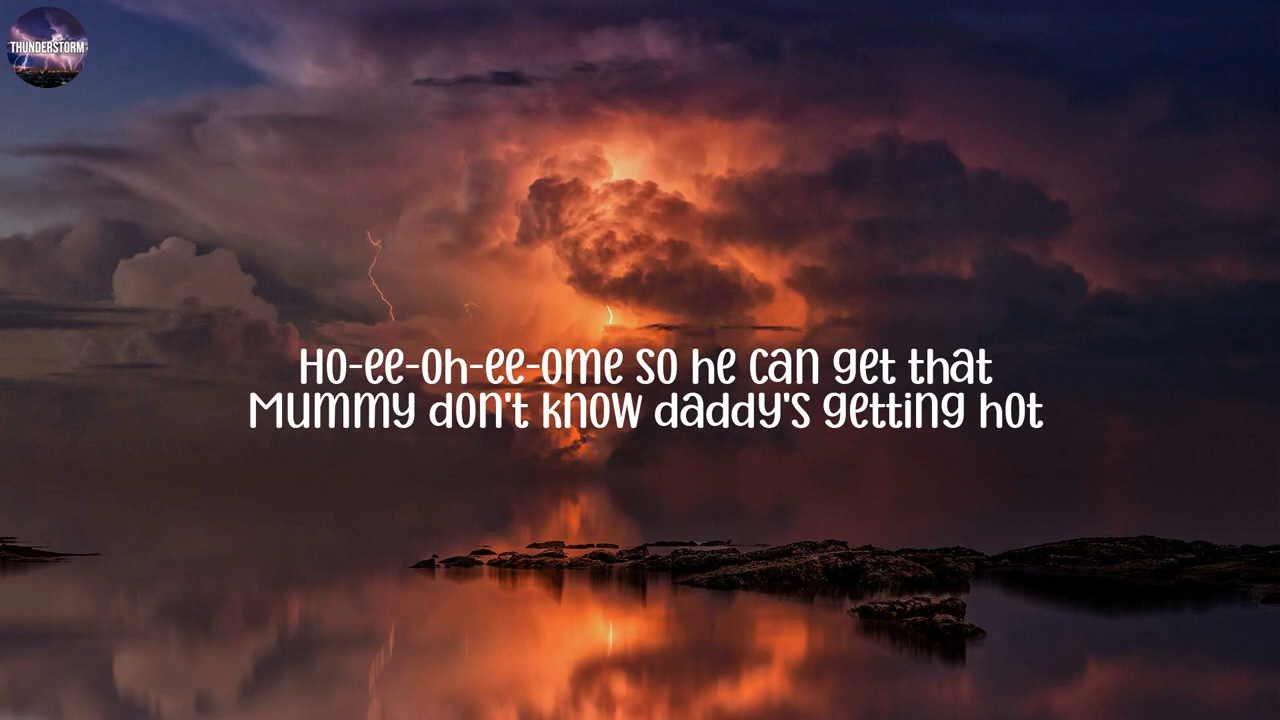 THUNDERSTORM
Ho-ee-oh-ee-ome so he can get that
Mummy don't know daddy's getting hot